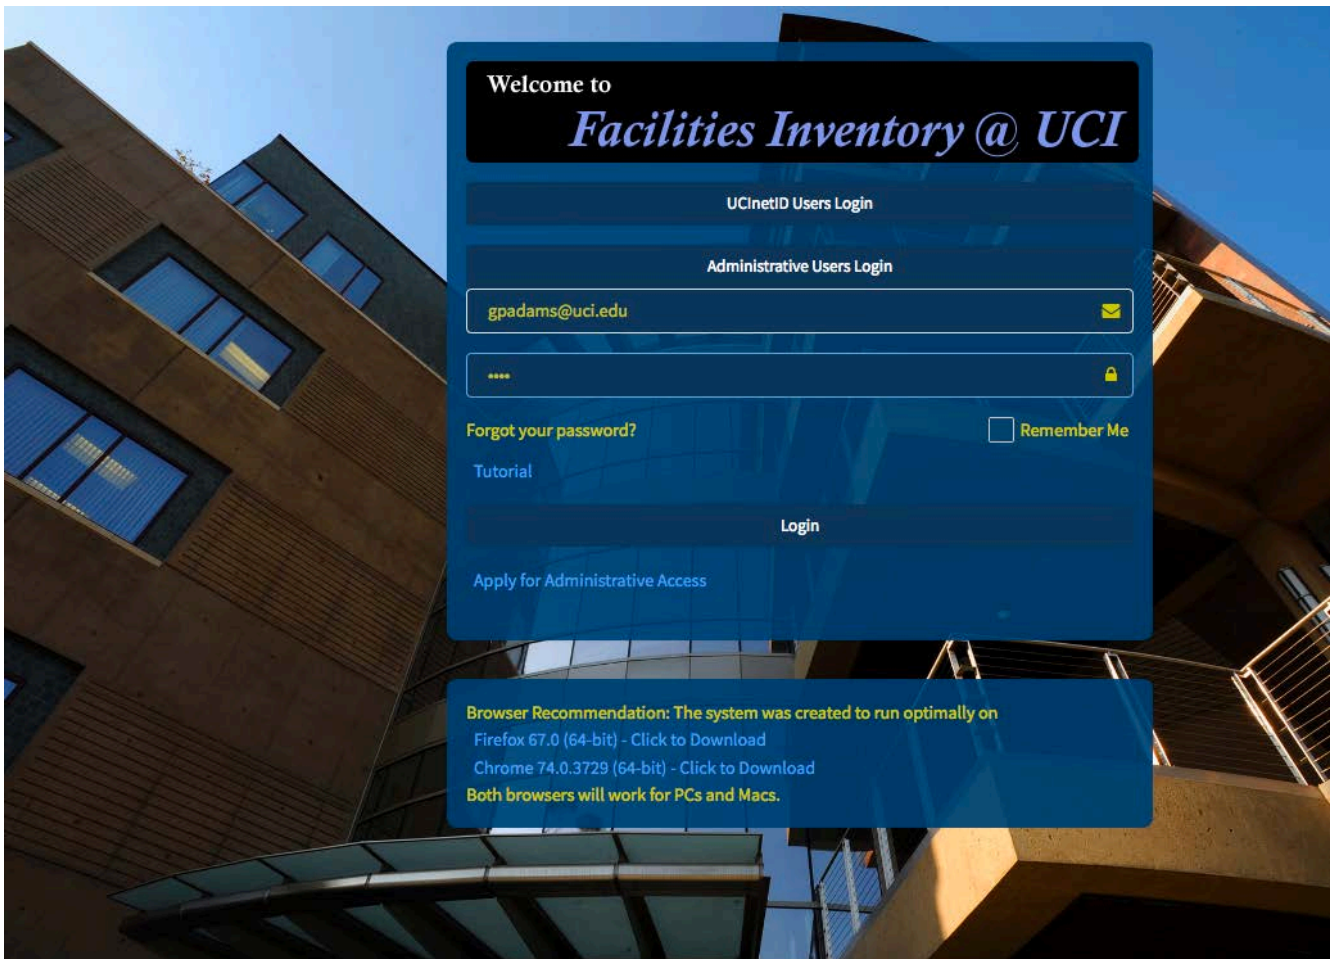 Welcome to
Facilities Inventory @ UCI
UCInetID Users Login
Administrative Users Login
gpadams@uci.edu
••••
Forgot your password?
Remember Me
Tutorial
Login
Apply for Administrative Access
Browser Recommendation: The system was created to run optimally on
Firefox 67.0 (64-bit) - Click to Download
Chrome 74.0.3729 (64-bit) - Click to Download
Both browsers will work for PCs and Macs.